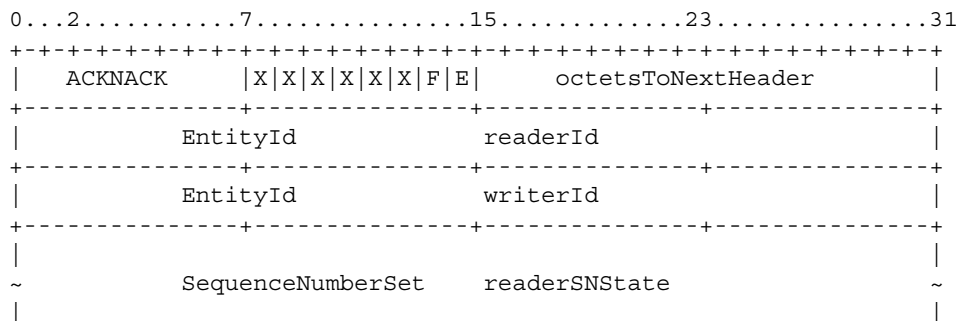 0...2...........7...............15.............23...............31
+-+-+-+-+-+-+-+-+-+-+-+-+-+-+-+-+-+-+-+-+-+-+-+-+-+-+-+-+-+-+-+-+
|   ACKNACK     |X|X|X|X|X|X|F|E|     octetsToNextHeader        |
+---------------+---------------+---------------+---------------+
|           EntityId             readerId                       |
+---------------+---------------+---------------+---------------+
|           EntityId             writerId                       |
+---------------+---------------+---------------+---------------+
|                                                               |
~           SequenceNumberSet    readerSNState                  ~
|                                                               |